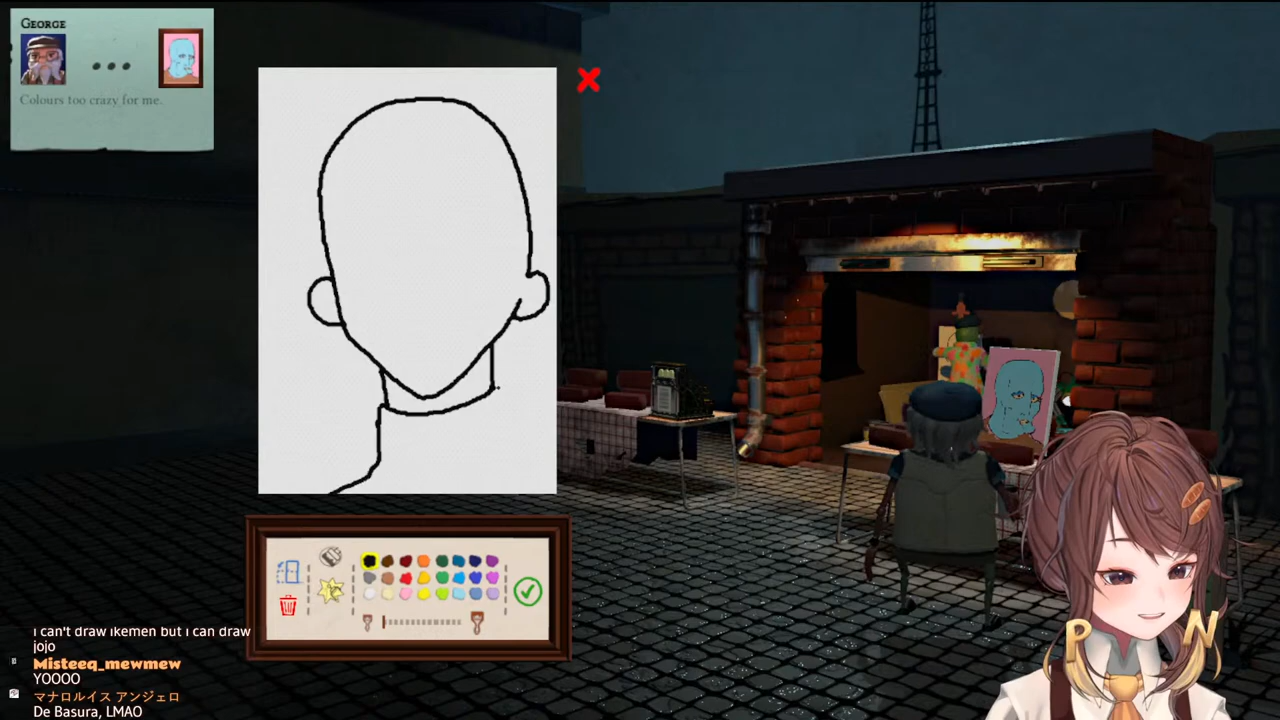 GEORGE
Colours too crazy for me.
i can't draw ikemen but i can draw
jojo
Misteeq_mewmew
YOOOO
マナロルイス アンジェロ
De Basura, LMAO
P N